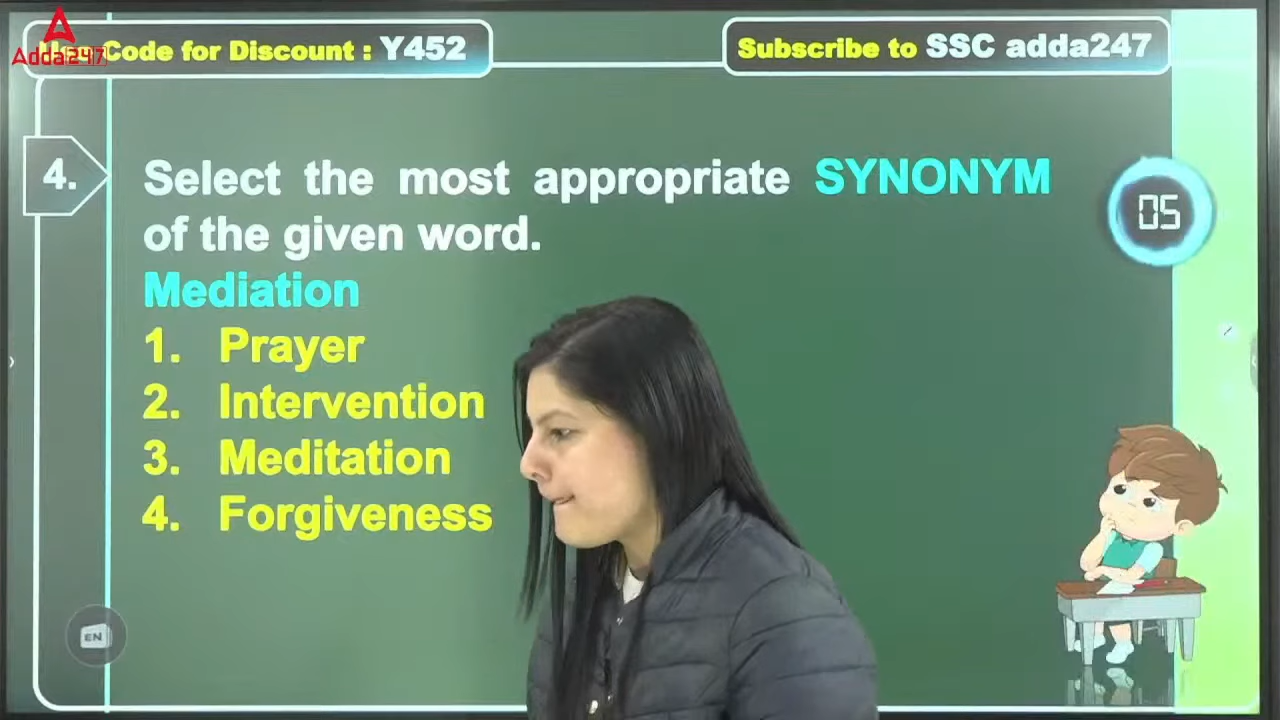 Code for Discount : Y452
Adda247
Subscribe to SSC adda247
4.
Select the most appropriate SYNONYM
of the given word.
05
Mediation
1. Prayer
2. Intervention
3. Meditation
4. Forgiveness
EN